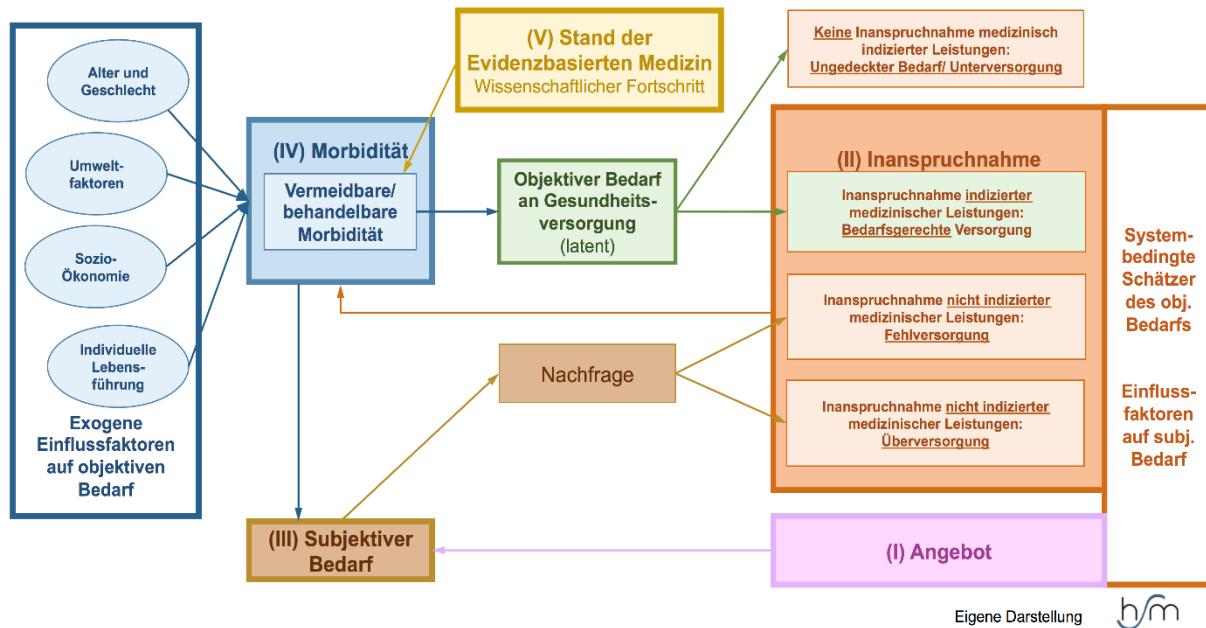 Alter und
Geschlecht
Umwelt-
faktoren
Sozio-
Ökonomie
Individuelle
Lebens-
führung
Exogene
Einflussfaktoren
auf objektiven
Bedarf
(IV) Morbidität
Vermeidbare/
behandelbare
Morbidität
(V) Stand der
Evidenzbasierten Medizin
Wissenschaftlicher Fortschritt
Objektiver Bedarf
an Gesundheits-
versorgung
(latent)
Keine Inanspruchnahme medizinisch
indizierter Leistungen:
Ungedeckter Bedarf/ Unterversorgung
(II) Inanspruchnahme
Inanspruchnahme indizierter
medizinischer Leistungen:
Bedarfsgerechte Versorgung
Inanspruchnahme nicht indizierter
medizinischer Leistungen:
Fehlversorgung
Inanspruchnahme nicht indizierter
medizinischer Leistungen:
Überversorgung
System-
bedingte
Schätzer
des obj.
Bedarfs
Einfluss-
faktoren
auf subj.
Bedarf
Nachfrage
(III) Subjektiver
Bedarf
(I) Angebot
Eigene Darstellung
hsm